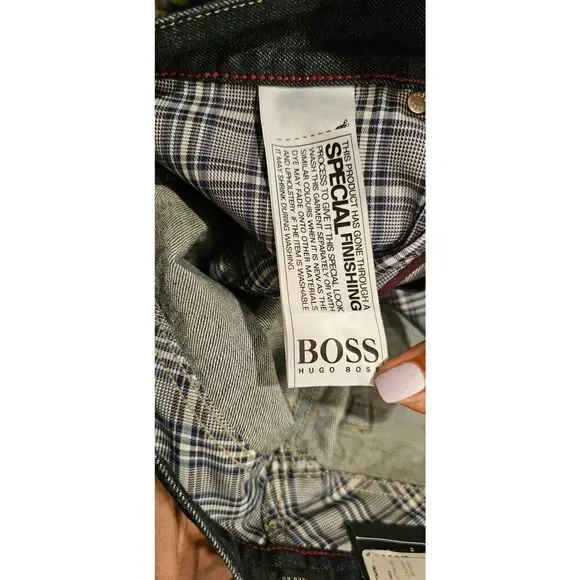 THIS PRODUCT HAS GONE THROUGH A
SPECIAL FINISHING
PROCESS TO GIVE IT THIS SPECIAL LOOK
WASH THIS GARMENT SEPARATELY OR WITH
SIMILAR COLOURS WHEN IT IS NEW AS THE
DYE MAY FADE ONTO OTHER MATERIALS
AND UPHOLSTERY IF THE ITEM IS WASHABLE
IT MAY SHRINK DURING WASHING.
BOSS
HUGO BOSS